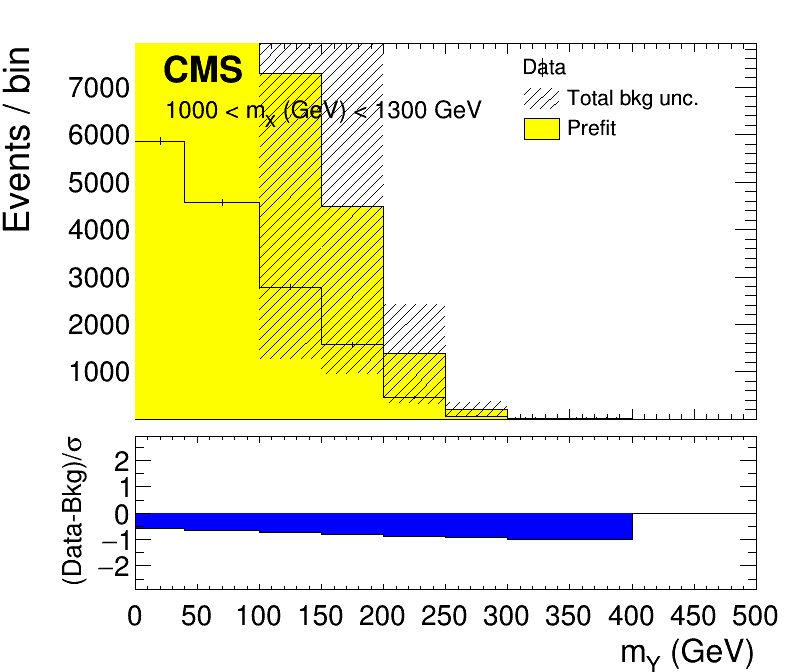 CMS
1000 < mX (GeV) < 1300 GeV
Data
Total bkg unc.
Prefit
Events / bin
7000
6000
5000
4000
3000
2000
1000
(Data-Bkg)/σ
2
1
0
−1
−2
0 50 100 150 200 250 300 350 400 450 500
mY (GeV)